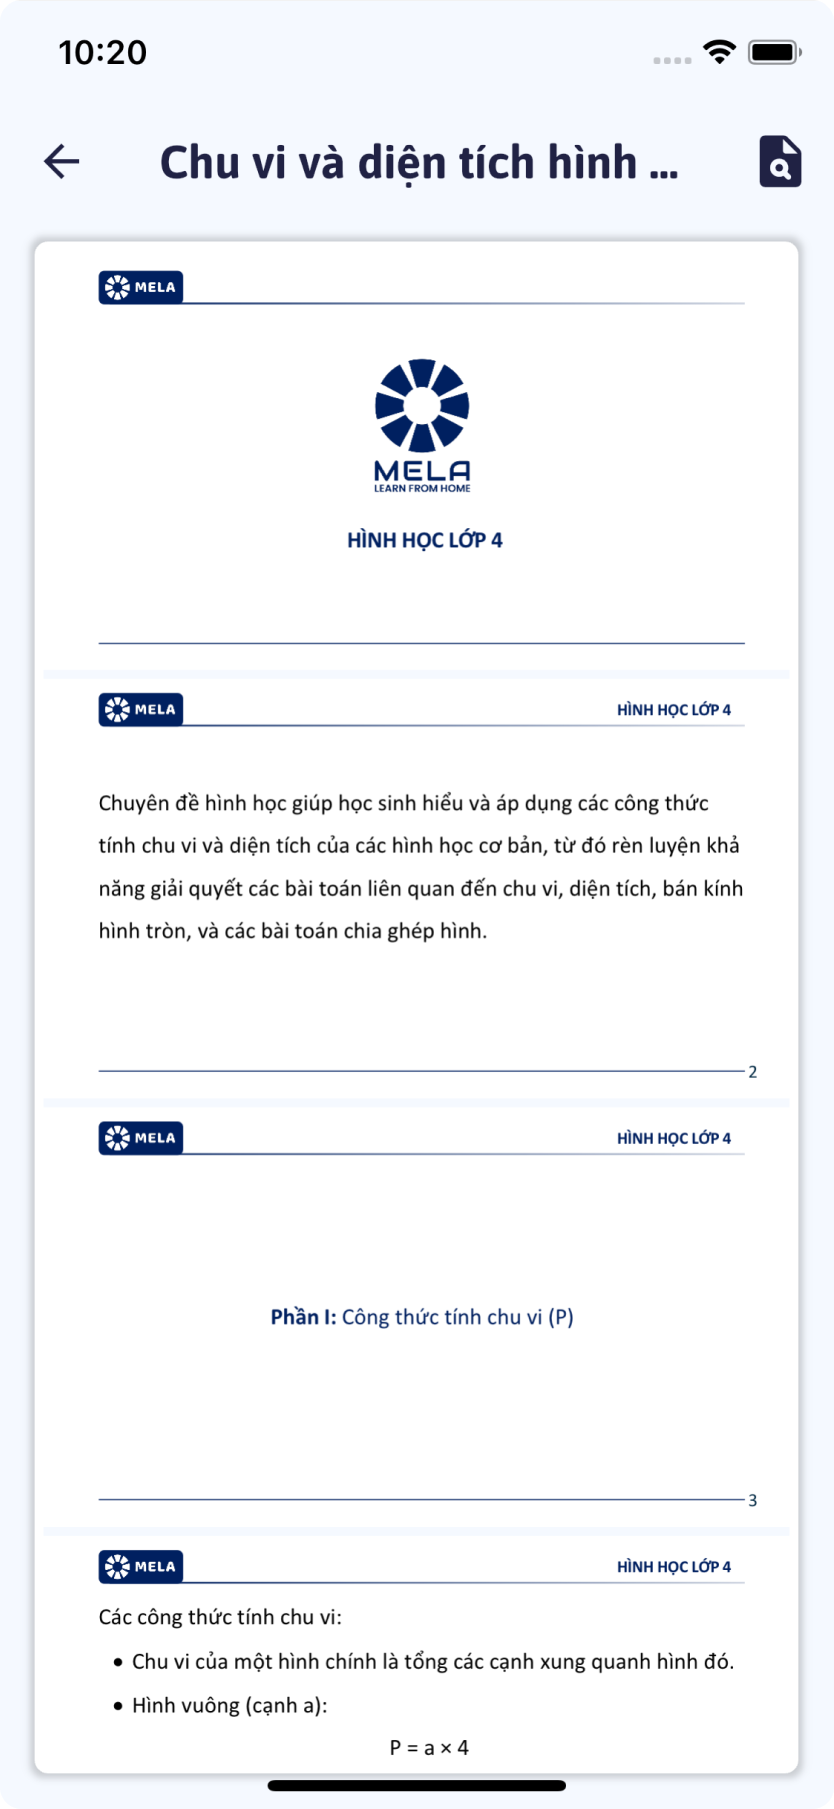 10:20
Chu vi và diện tích hình ...
MELA
MELA
LEARN FROM HOME
HÌNH HỌC LỚP 4
MELA
HÌNH HỌC LỚP 4
Chuyên đề hình học giúp học sinh hiểu và áp dụng các công thức
tính chu vi và diện tích của các hình học cơ bản, từ đó rèn luyện khả
năng giải quyết các bài toán liên quan đến chu vi, diện tích, bán kính
hình tròn, và các bài toán chia ghép hình.
2
MELA
HÌNH HỌC LỚP 4
Phần I: Công thức tính chu vi (P)
3
MELA
HÌNH HỌC LỚP 4
Các công thức tính chu vi:
• Chu vi của một hình chính là tổng các cạnh xung quanh hình đó.
• Hình vuông (cạnh a):
P = a × 4